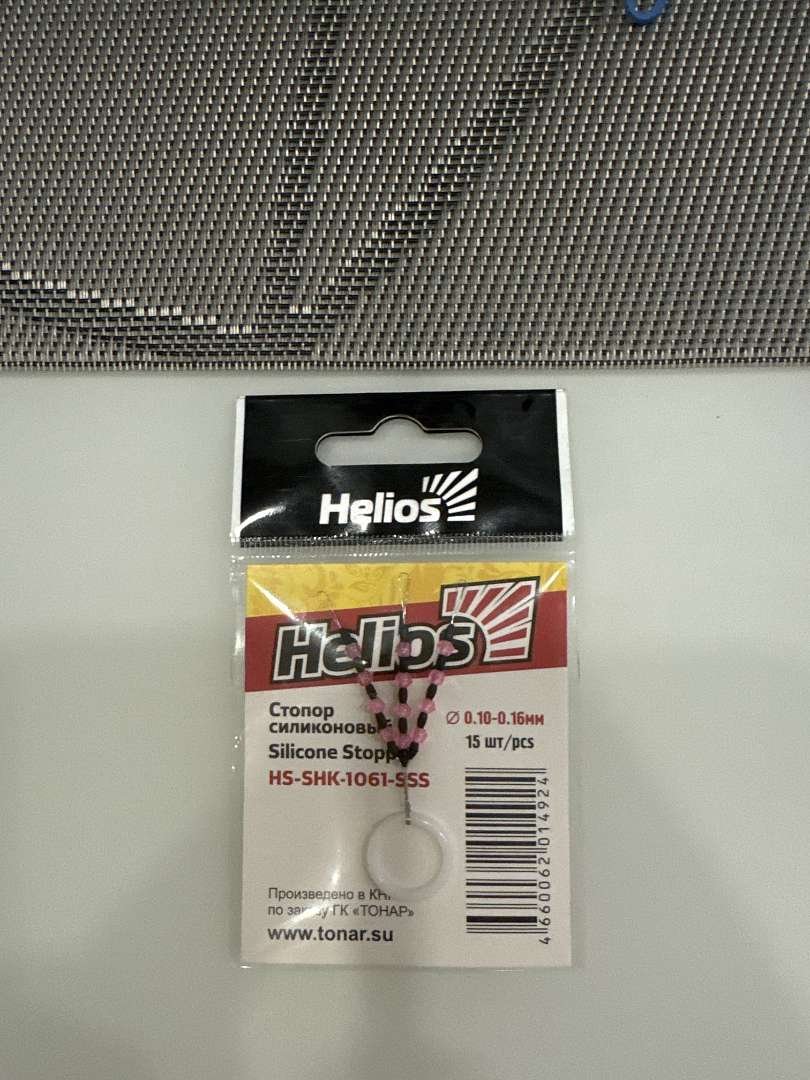 Helios
Helios
Стопор
Silicone
HS-SHK-1061-SSS
Ø 0.10-0.16мм
15 шт/pcs
4 660062 014924
Произведено в
по ГК «ТОНАР»
www.tonar.su